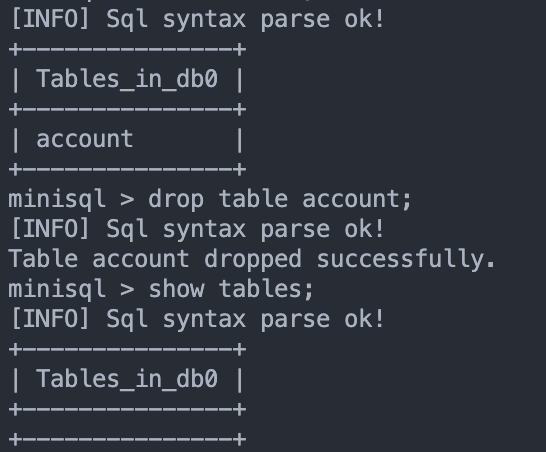 [INFO] Sql syntax parse ok!
+---------------+
| Tables_in_db0 |
+---------------+
| account       |
+---------------+
minisql > drop table account;
[INFO] Sql syntax parse ok!
Table account dropped successfully.
minisql > show tables;
[INFO] Sql syntax parse ok!
+---------------+
| Tables_in_db0 |
+---------------+
+---------------+